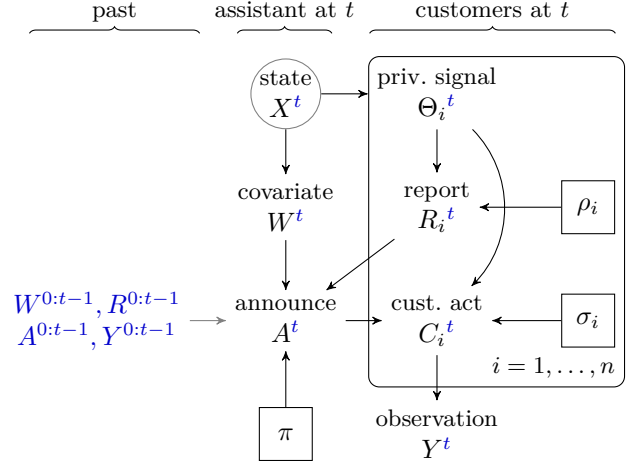 past assistant at t customers at t
state priv. signal
X^t Θ_i^t
covariate report
W^t R_i^t ρ_i
W^{0:t−1}, R^{0:t−1} announce cust. act
A^{0:t−1}, Y^{0:t−1} A^t C_i^t σ_i
i = 1, . . . , n
π observation
Y^t